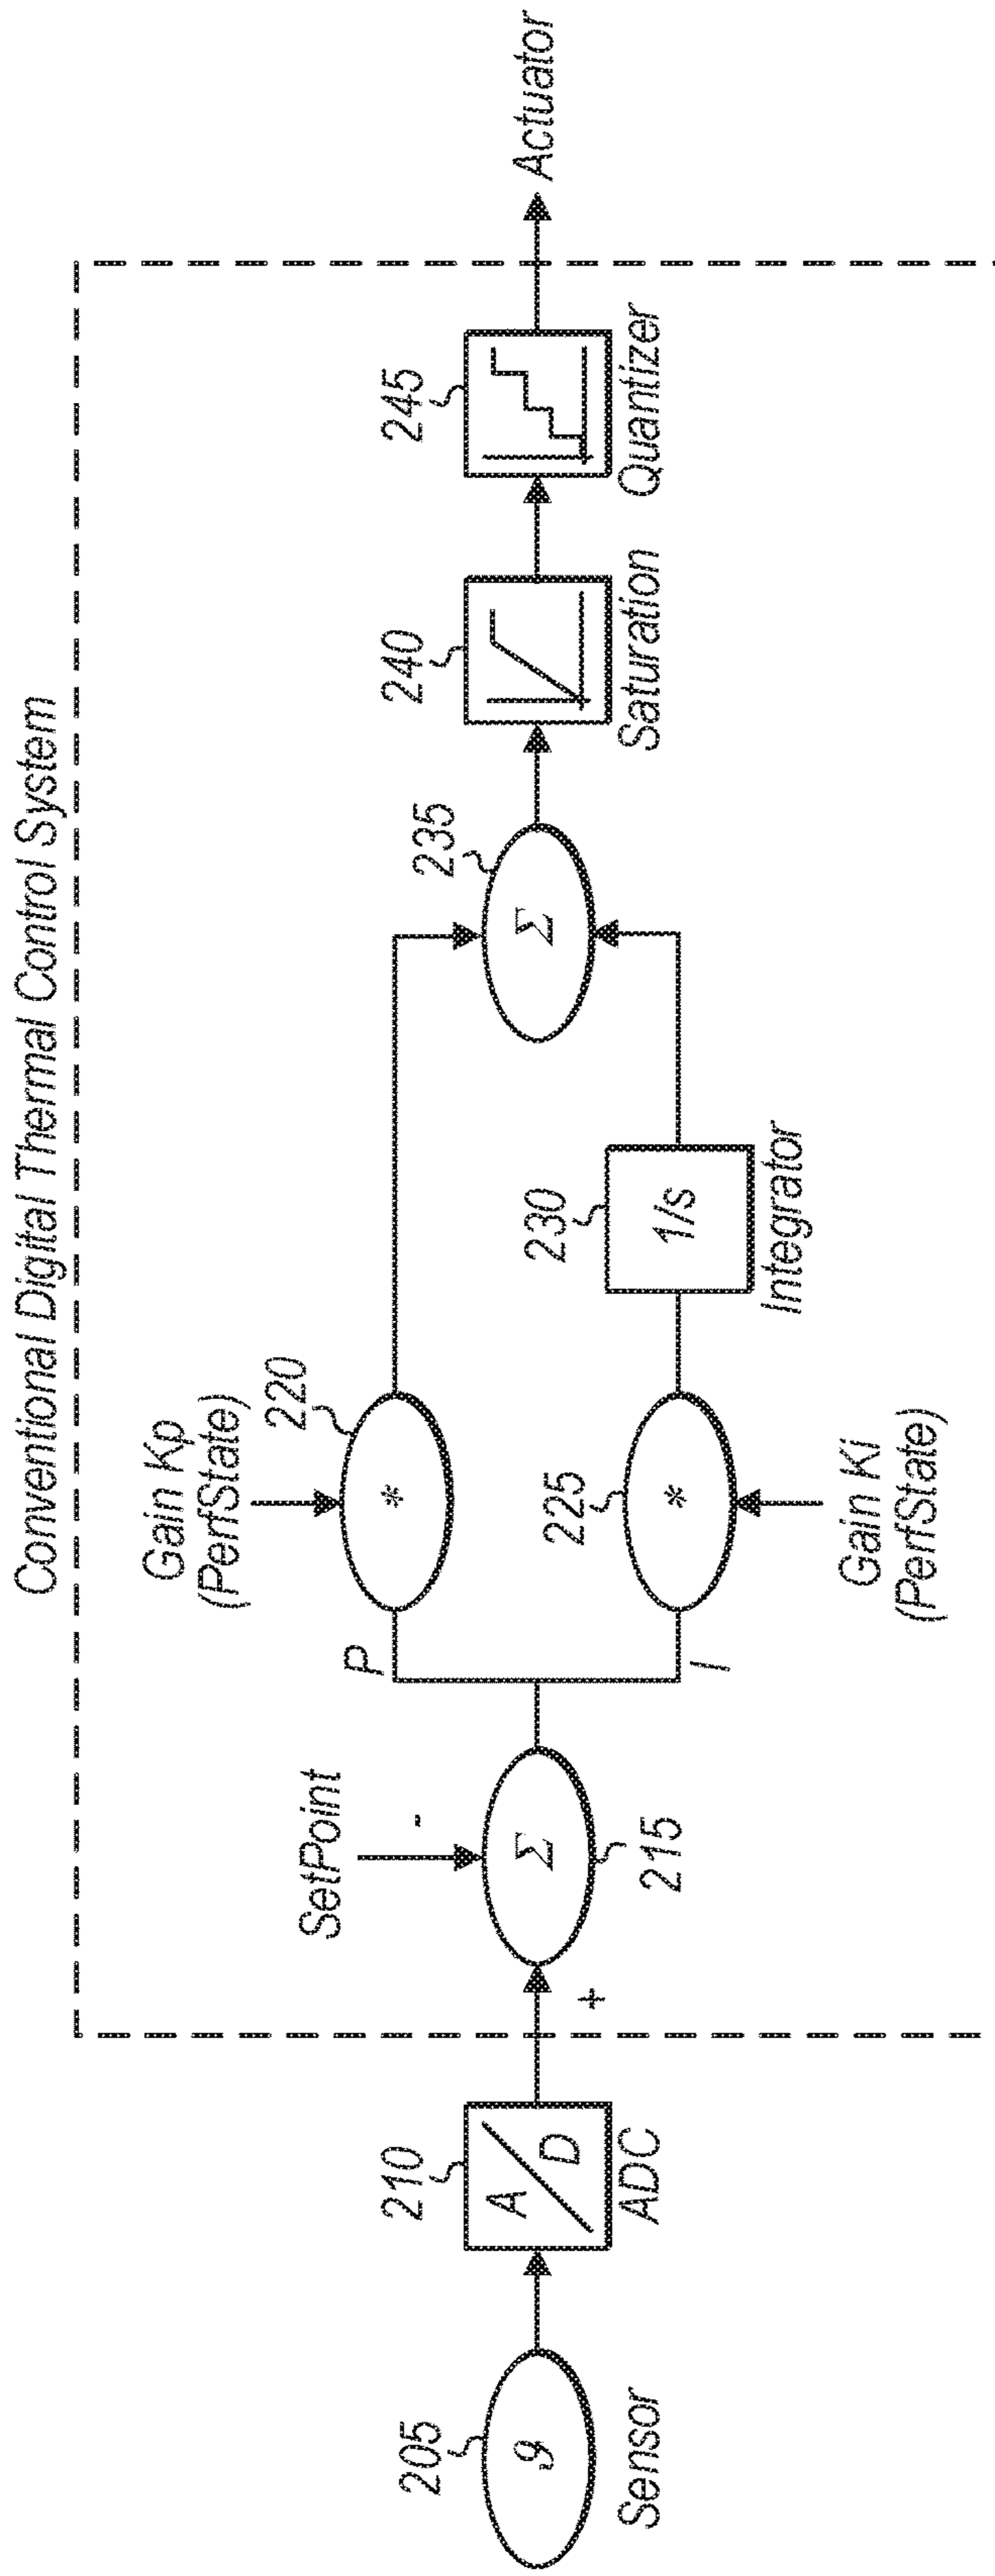 Conventional Digital Thermal Control System
205
ϑ
Sensor
210
A
D
ADC
+
SetPoint
-
Σ
215
P
I
Gain Kp
(PerfState)
220
*
225
*
Gain Ki
(PerfState)
230
1/s
Integrator
235
Σ
240
Saturation
245
Quantizer
Actuator